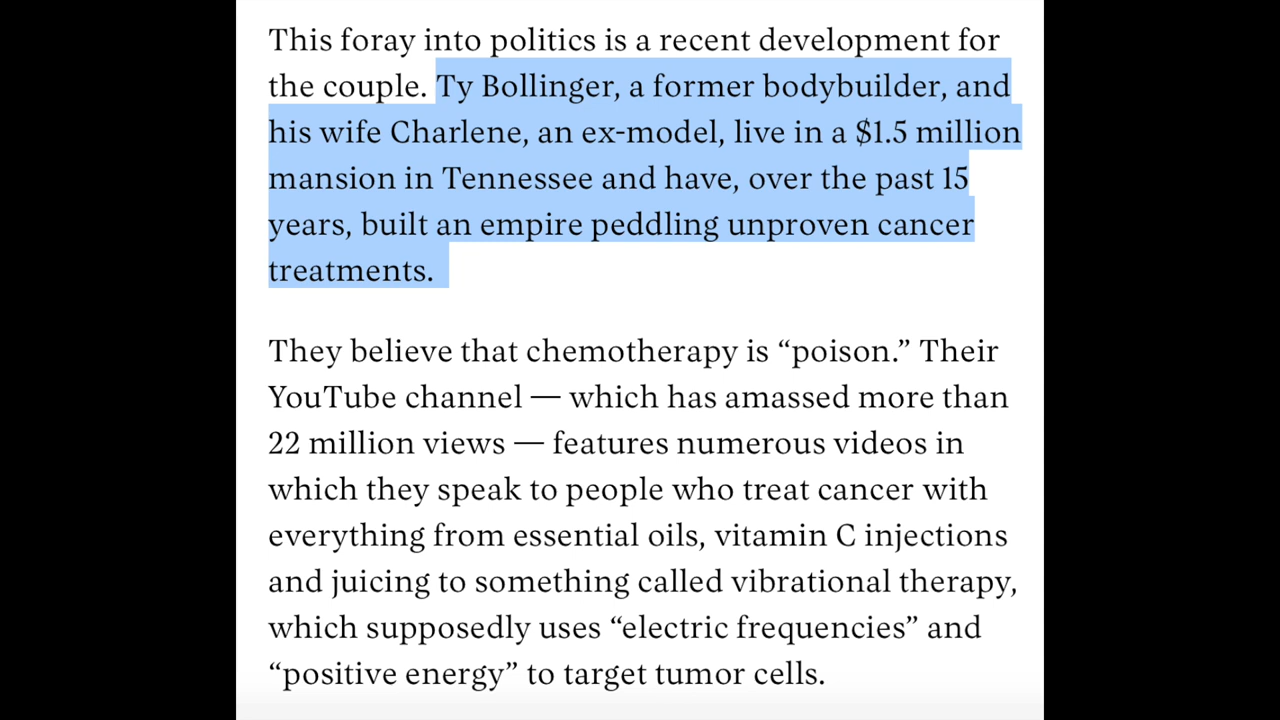 This foray into politics is a recent development for
the couple. Ty Bollinger, a former bodybuilder, and
his wife Charlene, an ex-model, live in a $1.5 million
mansion in Tennessee and have, over the past 15
years, built an empire peddling unproven cancer
treatments.
They believe that chemotherapy is “poison.” Their
YouTube channel — which has amassed more than
22 million views — features numerous videos in
which they speak to people who treat cancer with
everything from essential oils, vitamin C injections
and juicing to something called vibrational therapy,
which supposedly uses “electric frequencies” and
“positive energy” to target tumor cells.